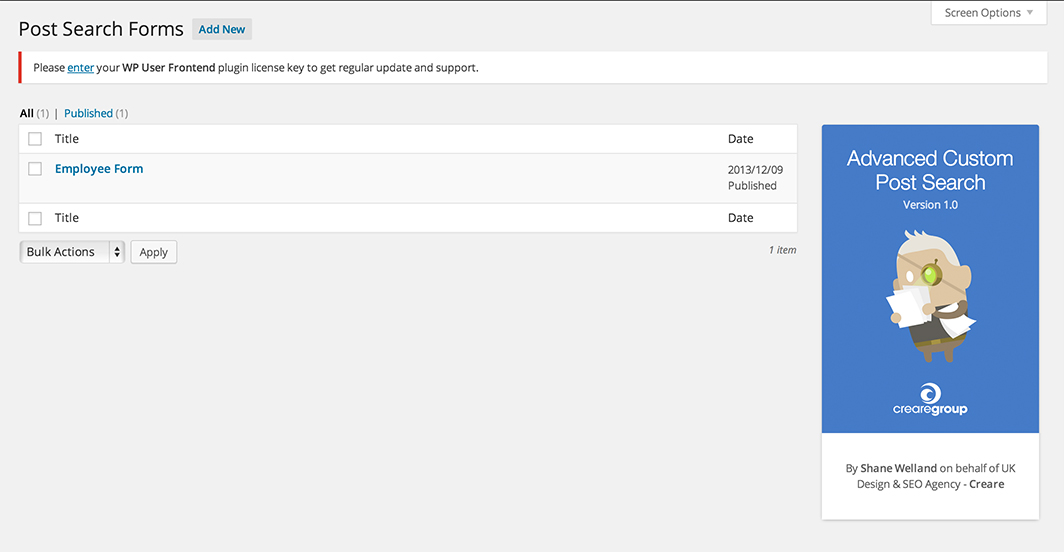 Screen Options
Post Search Forms Add New
Please enter your WP User Frontend plugin license key to get regular update and support.
All (1) | Published (1)
Title Date
Employee Form 2013/12/09
Published
Title Date
Bulk Actions Apply 1 item
Advanced Custom
Post Search
Version 1.0
crearegroup
By Shane Welland on behalf of UK
Design & SEO Agency - Creare